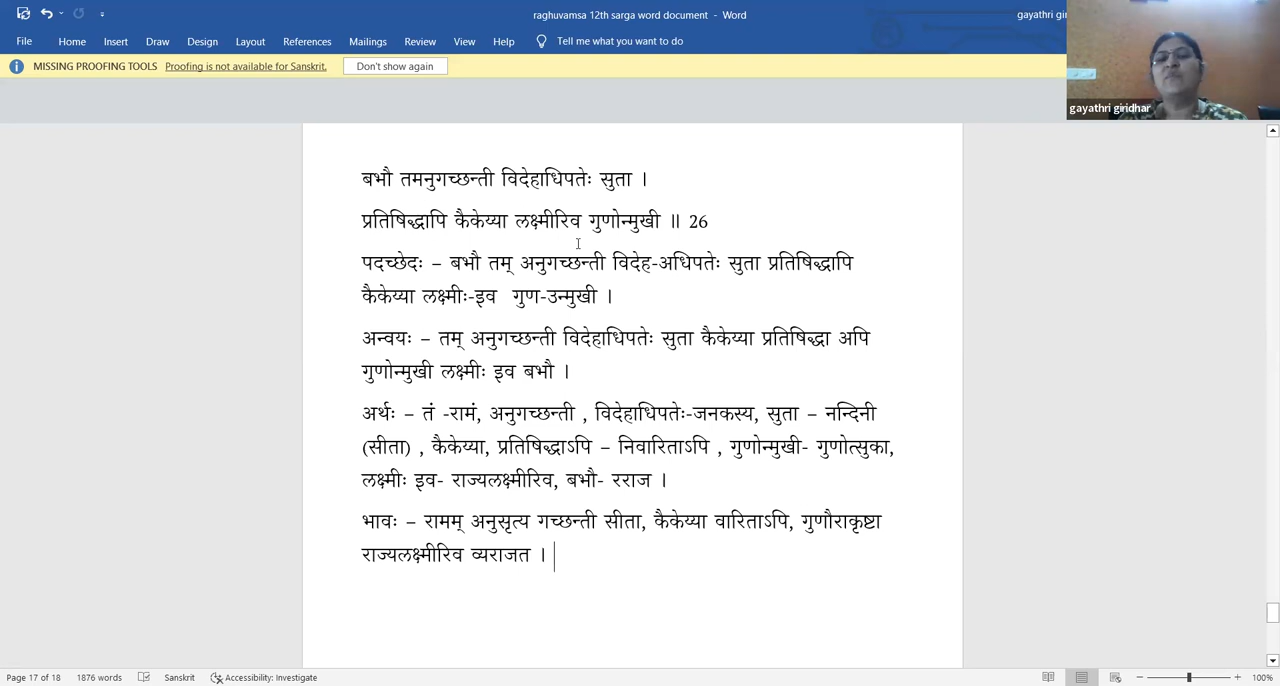 raghuvamsa 12th sarga word document - Word
gayathri giri
File Home Insert Draw Design Layout References Mailings Review View Help Tell me what you want to do
MISSING PROOFING TOOLS Proofing is not available for Sanskrit. Don't show again
gayathri giridhar
बभौ तमनुगच्छन्ती विदेहाधिपतेः सुता ।
प्रतिषिद्धापि कैकेय्या लक्ष्मीरिव गुणोन्मुखी ॥ 26
पदच्छेदः – बभौ तम् अनुगच्छन्ती विदेह-अधिपतेः सुता प्रतिषिद्धापि
कैकेय्या लक्ष्मीः-इव गुण-उन्मुखी ।
अन्वयः – तम् अनुगच्छन्ती विदेहाधिपतेः सुता कैकेय्या प्रतिषिद्धा अपि
गुणोन्मुखी लक्ष्मीः इव बभौ ।
अर्थः – तं -रामं, अनुगच्छन्ती , विदेहाधिपतेः-जनकस्य, सुता – नन्दिनी
(सीता) , कैकेय्या, प्रतिषिद्धाऽपि – निवारिताऽपि , गुणोन्मुखी- गुणोत्सुका,
लक्ष्मीः इव- राज्यलक्ष्मीरिव, बभौ- रराज ।
भावः – रामम् अनुसृत्य गच्छन्ती सीता, कैकेय्या वारिताऽपि, गुणौराकृष्टा
राज्यलक्ष्मीरिव व्यराजत ।
Page 17 of 18 1876 words Sanskrit Accessibility: Investigate 100%